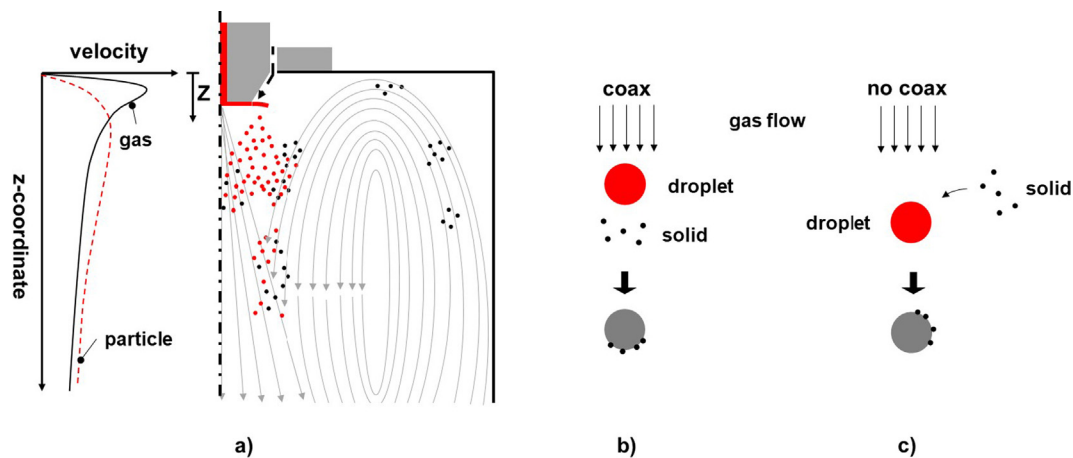 velocity
Z
gas
z-coordinate
particle
a)
coax
gas flow
droplet
solid
b)
no coax
solid
droplet
c)